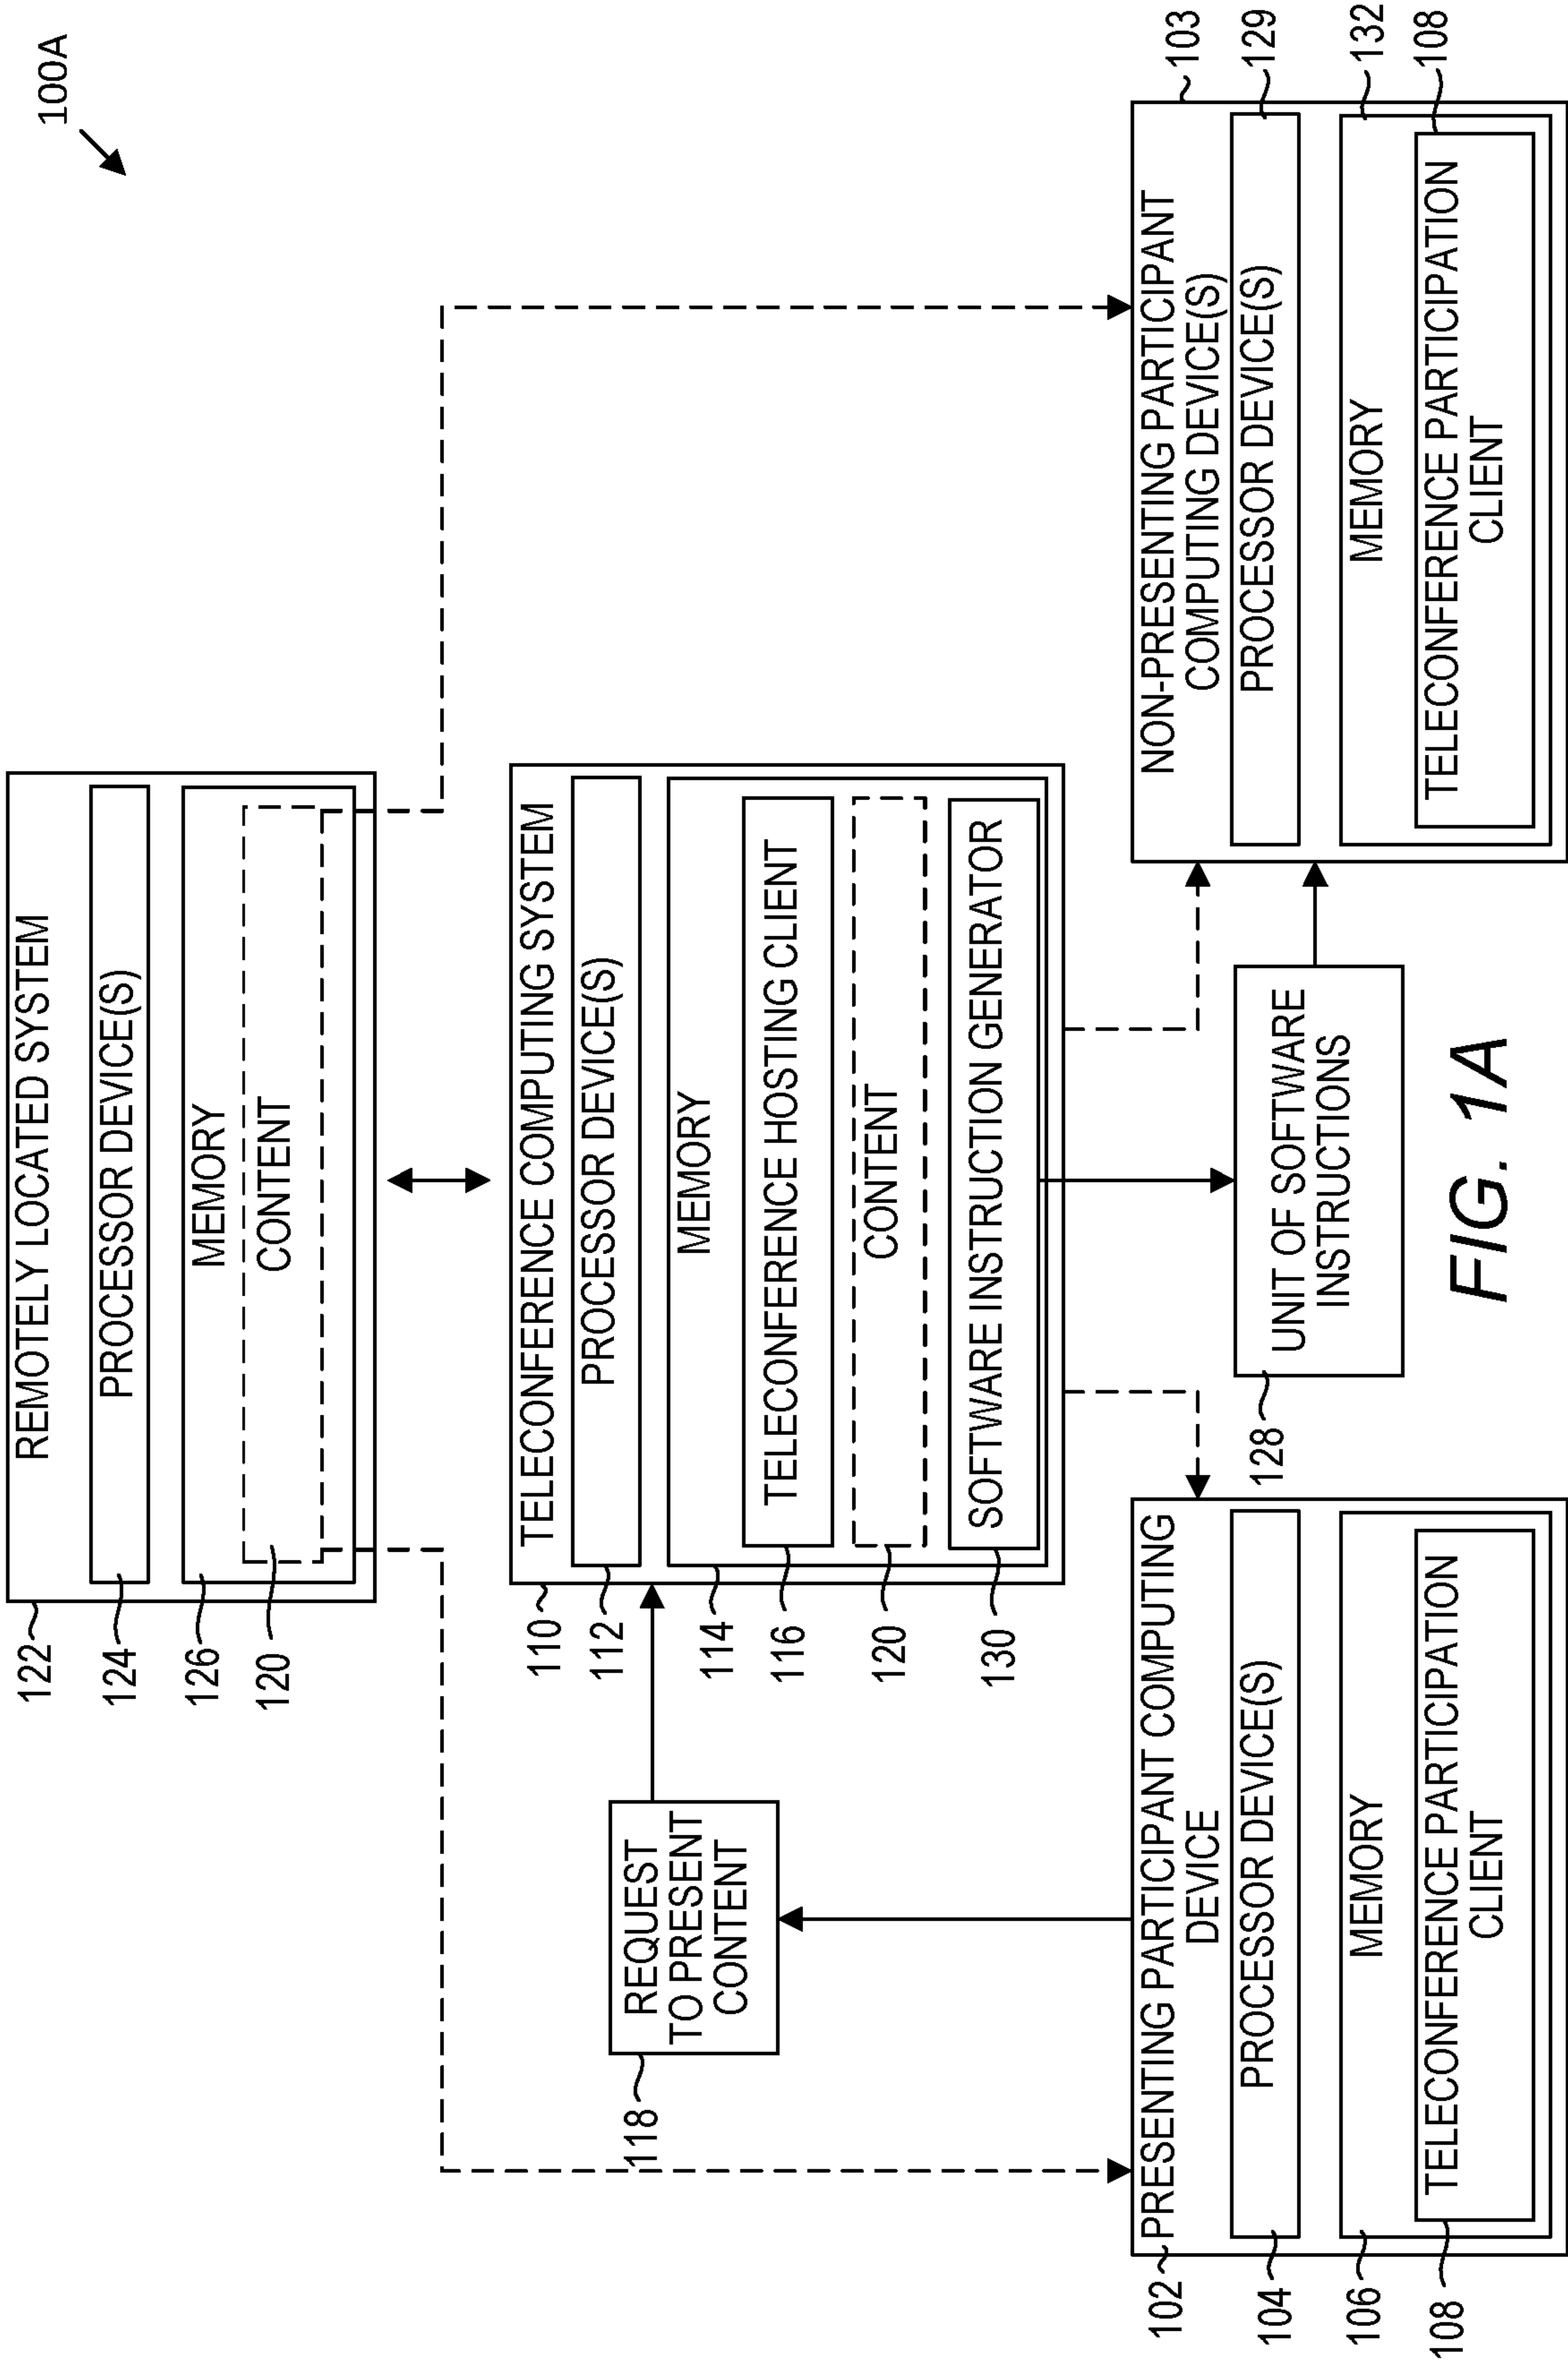 100A
122
REMOTELY LOCATED SYSTEM
124
PROCESSOR DEVICE(S)
126
MEMORY
120
CONTENT
110
TELECONFERENCE COMPUTING SYSTEM
112
PROCESSOR DEVICE(S)
114
MEMORY
116
TELECONFERENCE HOSTING CLIENT
120
CONTENT
130
SOFTWARE INSTRUCTION GENERATOR
118
REQUEST
TO PRESENT
CONTENT
102
PRESENTING PARTICIPANT COMPUTING
DEVICE
104
PROCESSOR DEVICE(S)
106
MEMORY
108
TELECONFERENCE PARTICIPATION
CLIENT
128
UNIT OF SOFTWARE
INSTRUCTIONS
103
NON-PRESENTING PARTICIPANT
COMPUTING DEVICE(S)
129
PROCESSOR DEVICE(S)
132
MEMORY
108
TELECONFERENCE PARTICIPATION
CLIENT
FIG. 1A